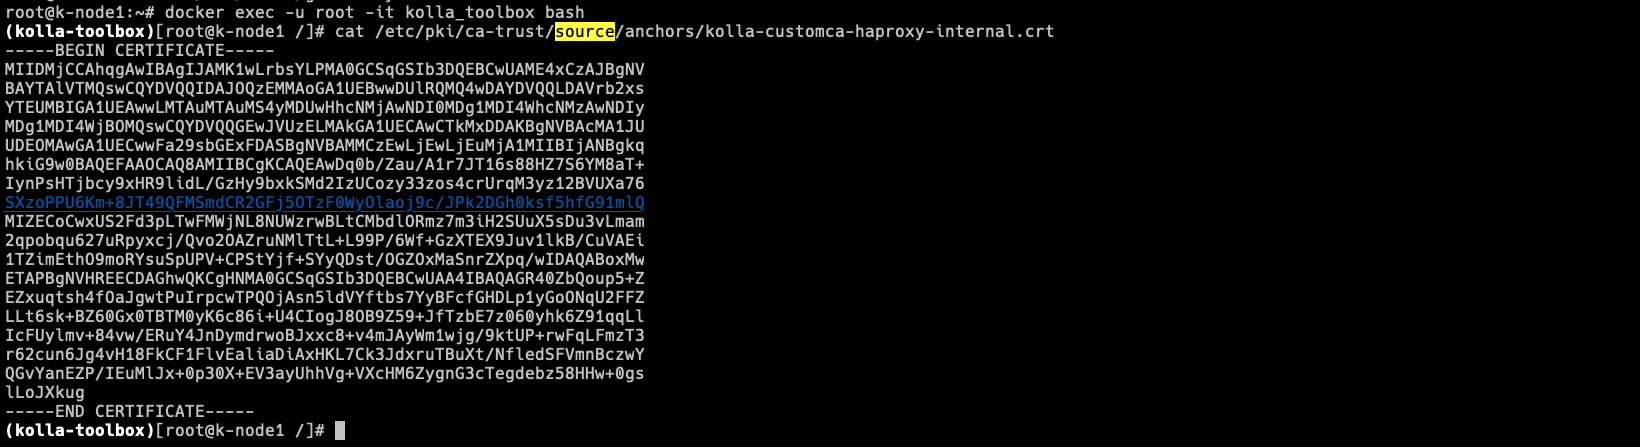 root@k-node1:~# docker exec -u root -it kolla_toolbox bash
(kolla-toolbox)[root@k-node1 /]# cat /etc/pki/ca-trust/source/anchors/kolla-customca-haproxy-internal.crt
-----BEGIN CERTIFICATE-----
MIIDMjCCAhqgAwIBAgIJAMK1wLrbsYLPMA0GCSqGSIb3DQEBCwUAME4xCzAJBgNV
BAYTAlVTMQswCQYDVQQIDAJOQzEMMAoGA1UEBwwDUlRQMQ4wDAYDVQQLDAVrb2xs
YTEUMBIGA1UEAwwLMTAuMTAuMS4yMDUwHhcNMjAwNDI0MDg1MDI4WhcNMzAwNDIy
MDg1MDI4WjBOMQswCQYDVQQGEwJVUzELMAkGA1UECAwCTkMxDDAKBgNVBAcMA1JU
UDEOMAwGA1UECwwFa29sbGExFDASBgNVBAMMCzEwLjEwLjEuMjA1MIIBIjANBgkq
hkiG9w0BAQEFAAOCAQ8AMIIBCgKCAQEAwDq0b/Zau/A1r7JT16s88HZ7S6YM8aT+
IynPsHTjbcy9xHR9lidL/GzHy9bxkSMd2IzUCozy33zos4crUrqM3yz12BVUXa76
SXzoPPU6Km+8JT49QFMSmdCR2GFj5OTzF0WyOlaoj9c/JPk2DGh0ksf5hfG91mlQ
MIZECoCwxUS2Fd3pLTwFMWjNL8NUWzrwBLtCMbdlORmz7m3iH2SUuX5sDu3vLmam
2qpobqu627uRpyxcj/Qvo2OAZruNMlTtL+L99P/6Wf+GzXTEX9Juv1lkB/CuVAEi
1TZimEthO9moRYsuSpUPV+CPStYjf+SYyQDst/OGZOxMaSnrZXpq/wIDAQABoxMw
ETAPBgNVHREECDAGhwQKCgHNMA0GCSqGSIb3DQEBCwUAA4IBAQAGR40ZbQoup5+Z
EZxuqtsh4fOaJgwtPuIrpcwTPQOjAsn5ldVYftbs7YyBFcfGHDLp1yGoONqU2FFZ
LLt6sk+BZ60Gx0TBTM0yK6c86i+U4CIogJ8OB9Z59+JfTzbE7z060yhk6Z91qqLl
IcFUylmv+84vw/ERuY4JnDymdrwoBJxxc8+v4mJAyWm1wjg/9ktUP+rwFqLFmzT3
r62cun6Jg4vH18FkCF1FlvEaliaDiAxHKL7Ck3JdxruTBuXt/NfledSFVmnBczwY
QGvYanEZP/IEuMlJx+0p30X+EV3ayUhhVg+VXcHM6ZygnG3cTegdebz58HHw+0gs
lLoJXkug
-----END CERTIFICATE-----
(kolla-toolbox)[root@k-node1 /]#